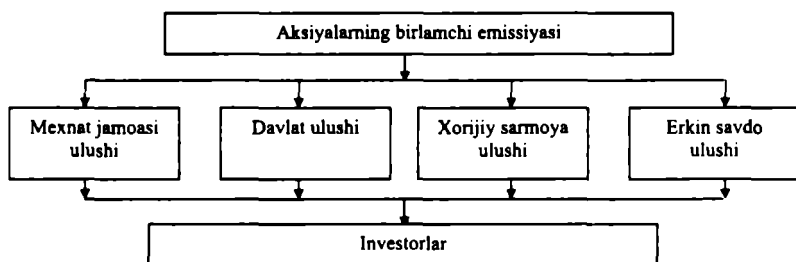 Aksiyalarning birlamchi emissiyasi
Mexnat jamoasi
ulushi
Davlat ulushi
Xorijiy sarmoya
ulushi
Erkin savdo
ulushi
Investorlar